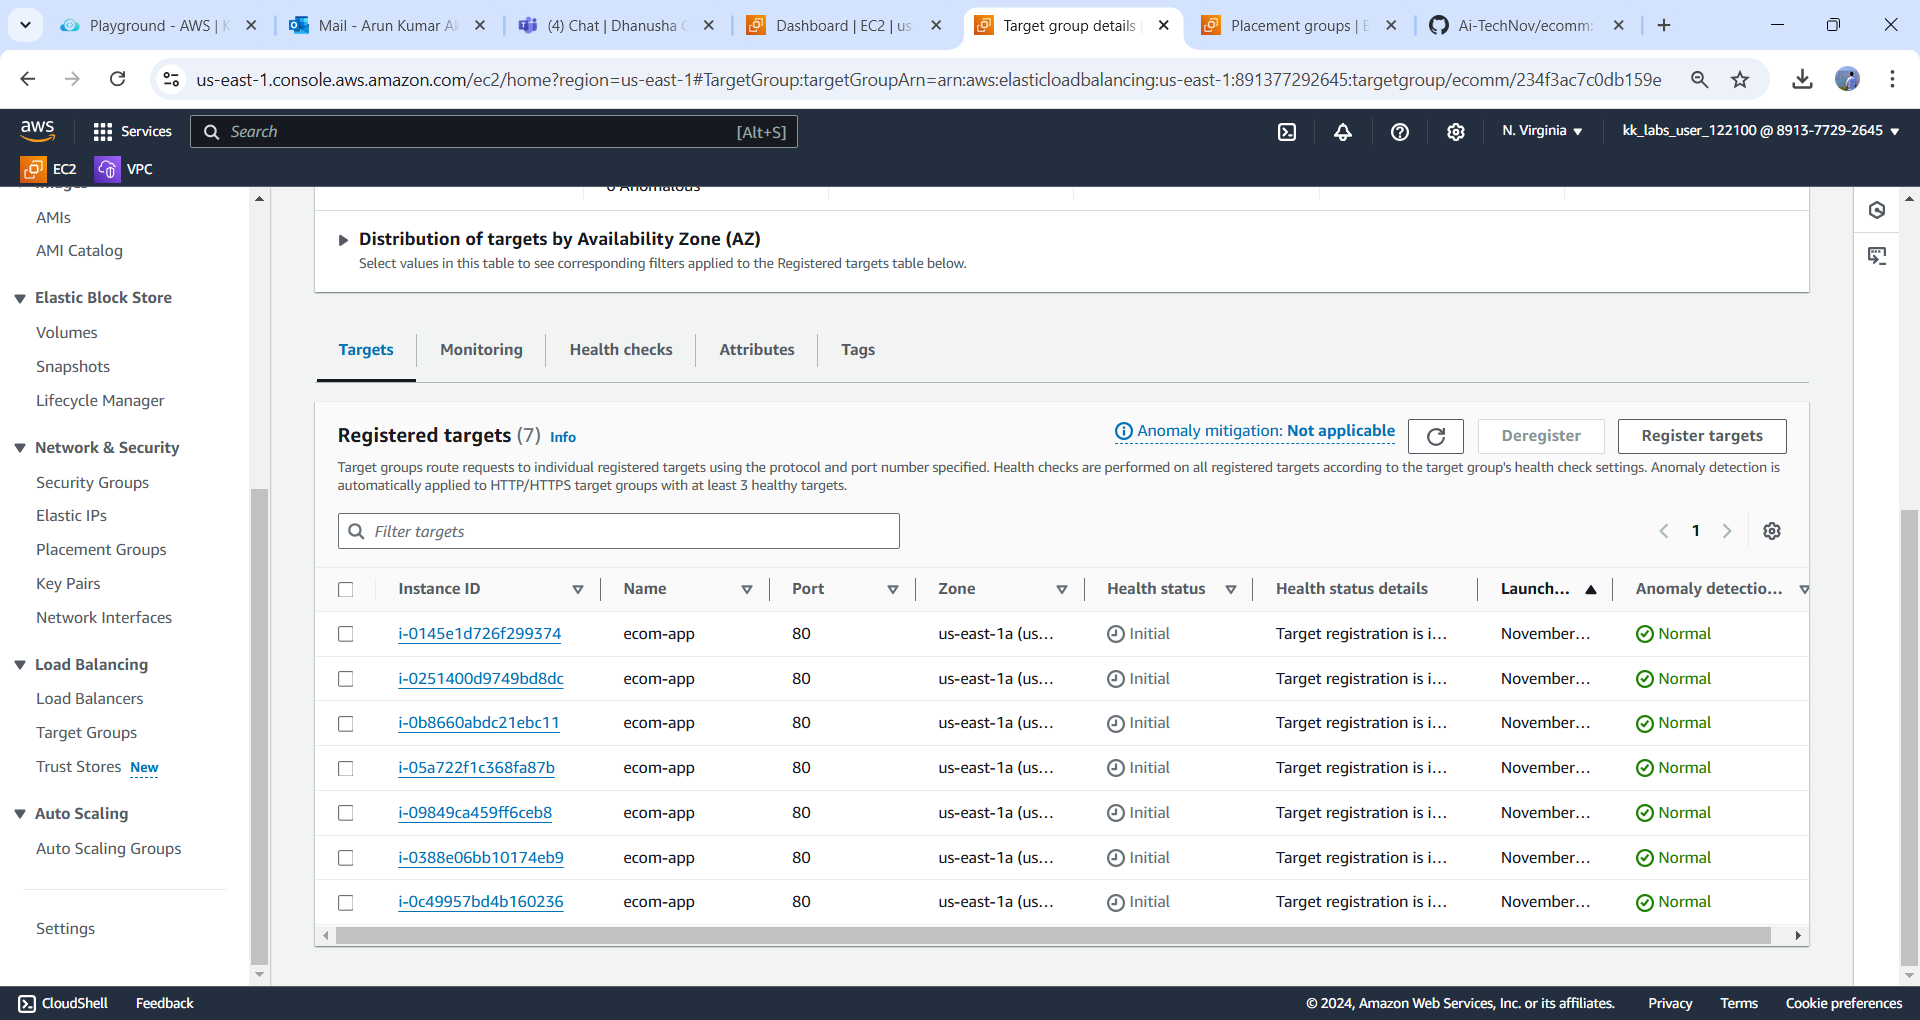 Playground - AWS | K
Mail - Arun Kumar Ak
(4) Chat | Dhanusha
Dashboard | EC2 | us-
Target group details
Placement groups | E
Ai-TechNov/ecomm:
us-east-1.console.aws.amazon.com/ec2/home?region=us-east-1#TargetGroup:targetGroupArn=arn:aws:elasticloadbalancing:us-east-1:891377292645:targetgroup/ecomm/234f3ac7c0db159e
aws
Services
Search
[Alt+S]
N. Virginia
kk_labs_user_122100 @ 8913-7729-2645
EC2
VPC
Images
AMIs
AMI Catalog
Elastic Block Store
Volumes
Snapshots
Lifecycle Manager
Network & Security
Security Groups
Elastic IPs
Placement Groups
Key Pairs
Network Interfaces
Load Balancing
Load Balancers
Target Groups
Trust Stores New
Auto Scaling
Auto Scaling Groups
Settings
0 Anomalous
Distribution of targets by Availability Zone (AZ)
Select values in this table to see corresponding filters applied to the Registered targets table below.
Targets
Monitoring
Health checks
Attributes
Tags
Registered targets (7) Info
Anomaly mitigation: Not applicable
Deregister
Register targets
Target groups route requests to individual registered targets using the protocol and port number specified. Health checks are performed on all registered targets according to the target group's health check settings. Anomaly detection is
automatically applied to HTTP/HTTPS target groups with at least 3 healthy targets.
Filter targets
1
Instance ID Name Port Zone Health status Health status details Launch... Anomaly detectio...
i-0145e1d726f299374 ecom-app 80 us-east-1a (us... Initial Target registration is i... November... Normal
i-0251400d9749bd8dc ecom-app 80 us-east-1a (us... Initial Target registration is i... November... Normal
i-0b8660abdc21ebc11 ecom-app 80 us-east-1a (us... Initial Target registration is i... November... Normal
i-05a722f1c368fa87b ecom-app 80 us-east-1a (us... Initial Target registration is i... November... Normal
i-09849ca459ff6ceb8 ecom-app 80 us-east-1a (us... Initial Target registration is i... November... Normal
i-0388e06bb10174eb9 ecom-app 80 us-east-1a (us... Initial Target registration is i... November... Normal
i-0c49957bd4b160236 ecom-app 80 us-east-1a (us... Initial Target registration is i... November... Normal
CloudShell
Feedback
© 2024, Amazon Web Services, Inc. or its affiliates.
Privacy
Terms
Cookie preferences